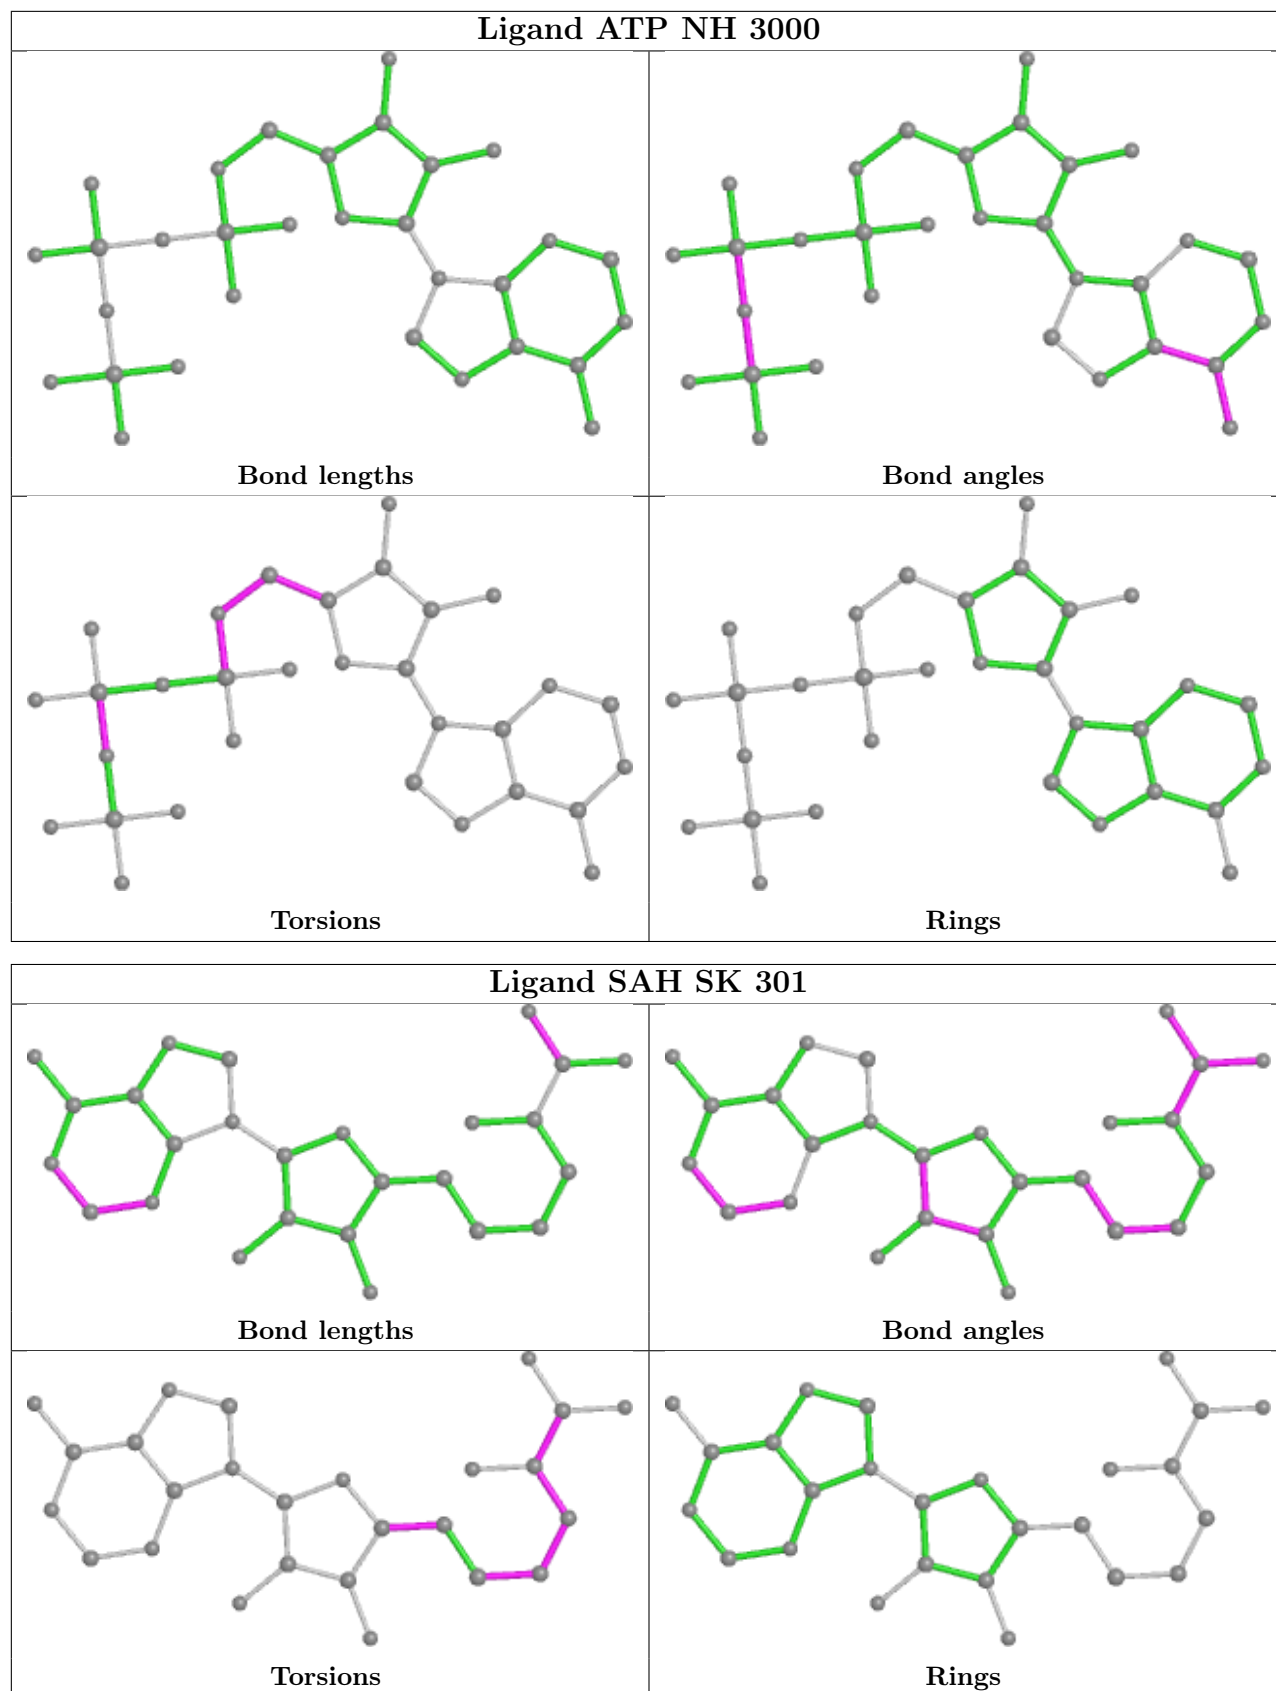 Ligand ATP NH 3000
Bond lengths
Bond angles
Torsions
Rings
Ligand SAH SK 301
Bond lengths
Bond angles
Torsions
Rings